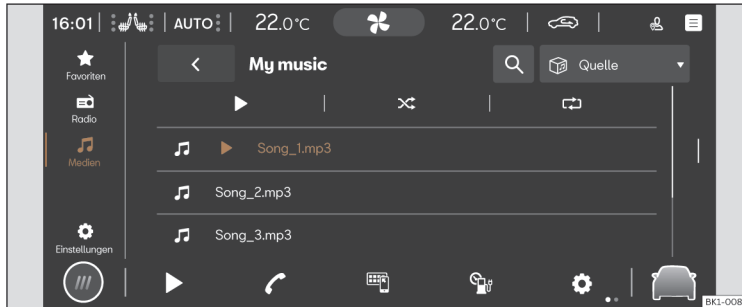 16:01 AUTO 22.0°C 22.0°C
Favoriten
My music
Quelle
Radio
Medien
Song_1.mp3
Song_2.mp3
Song_3.mp3
Einstellungen
BK1-008